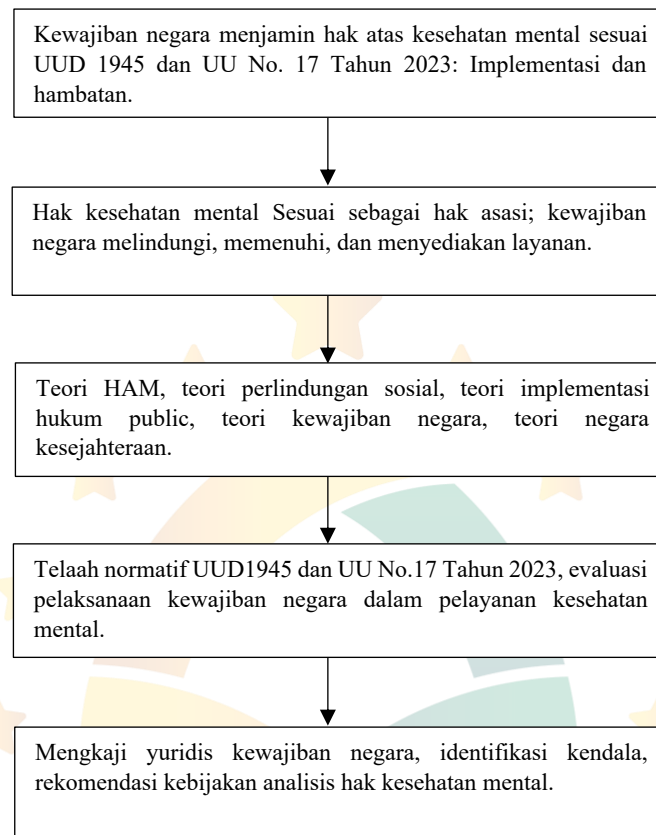 Kewajiban negara menjamin hak atas kesehatan mental sesuai
UUD 1945 dan UU No. 17 Tahun 2023: Implementasi dan
hambatan.
Hak kesehatan mental Sesuai sebagai hak asasi; kewajiban
negara melindungi, memenuhi, dan menyediakan layanan.
Teori HAM, teori perlindungan sosial, teori implementasi
hukum public, teori kewajiban negara, teori negara
kesejahteraan.
Telaah normatif UUD1945 dan UU No.17 Tahun 2023, evaluasi
pelaksanaan kewajiban negara dalam pelayanan kesehatan
mental.
Mengkaji yuridis kewajiban negara, identifikasi kendala,
rekomendasi kebijakan analisis hak kesehatan mental.